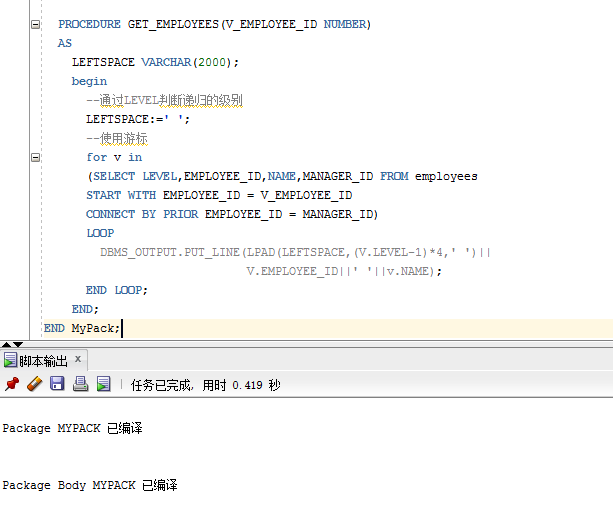 PROCEDURE GET_EMPLOYEES(V_EMPLOYEE_ID NUMBER)
AS
LEFTSPACE VARCHAR(2000);
begin
--通过LEVEL判断递归的级别
LEFTSPACE:=' ';
--使用游标
for v in
(SELECT LEVEL,EMPLOYEE_ID,NAME,MANAGER_ID FROM employees
START WITH EMPLOYEE_ID = V_EMPLOYEE_ID
CONNECT BY PRIOR EMPLOYEE_ID = MANAGER_ID)
LOOP
DBMS_OUTPUT.PUT_LINE(LPAD(LEFTSPACE,(V.LEVEL-1)*4,' ')||
V.EMPLOYEE_ID||' '||v.NAME);
END LOOP;
END;
END MyPack;
脚本输出 x
任务已完成, 用时 0.419 秒
Package MYPACK 已编译
Package Body MYPACK 已编译